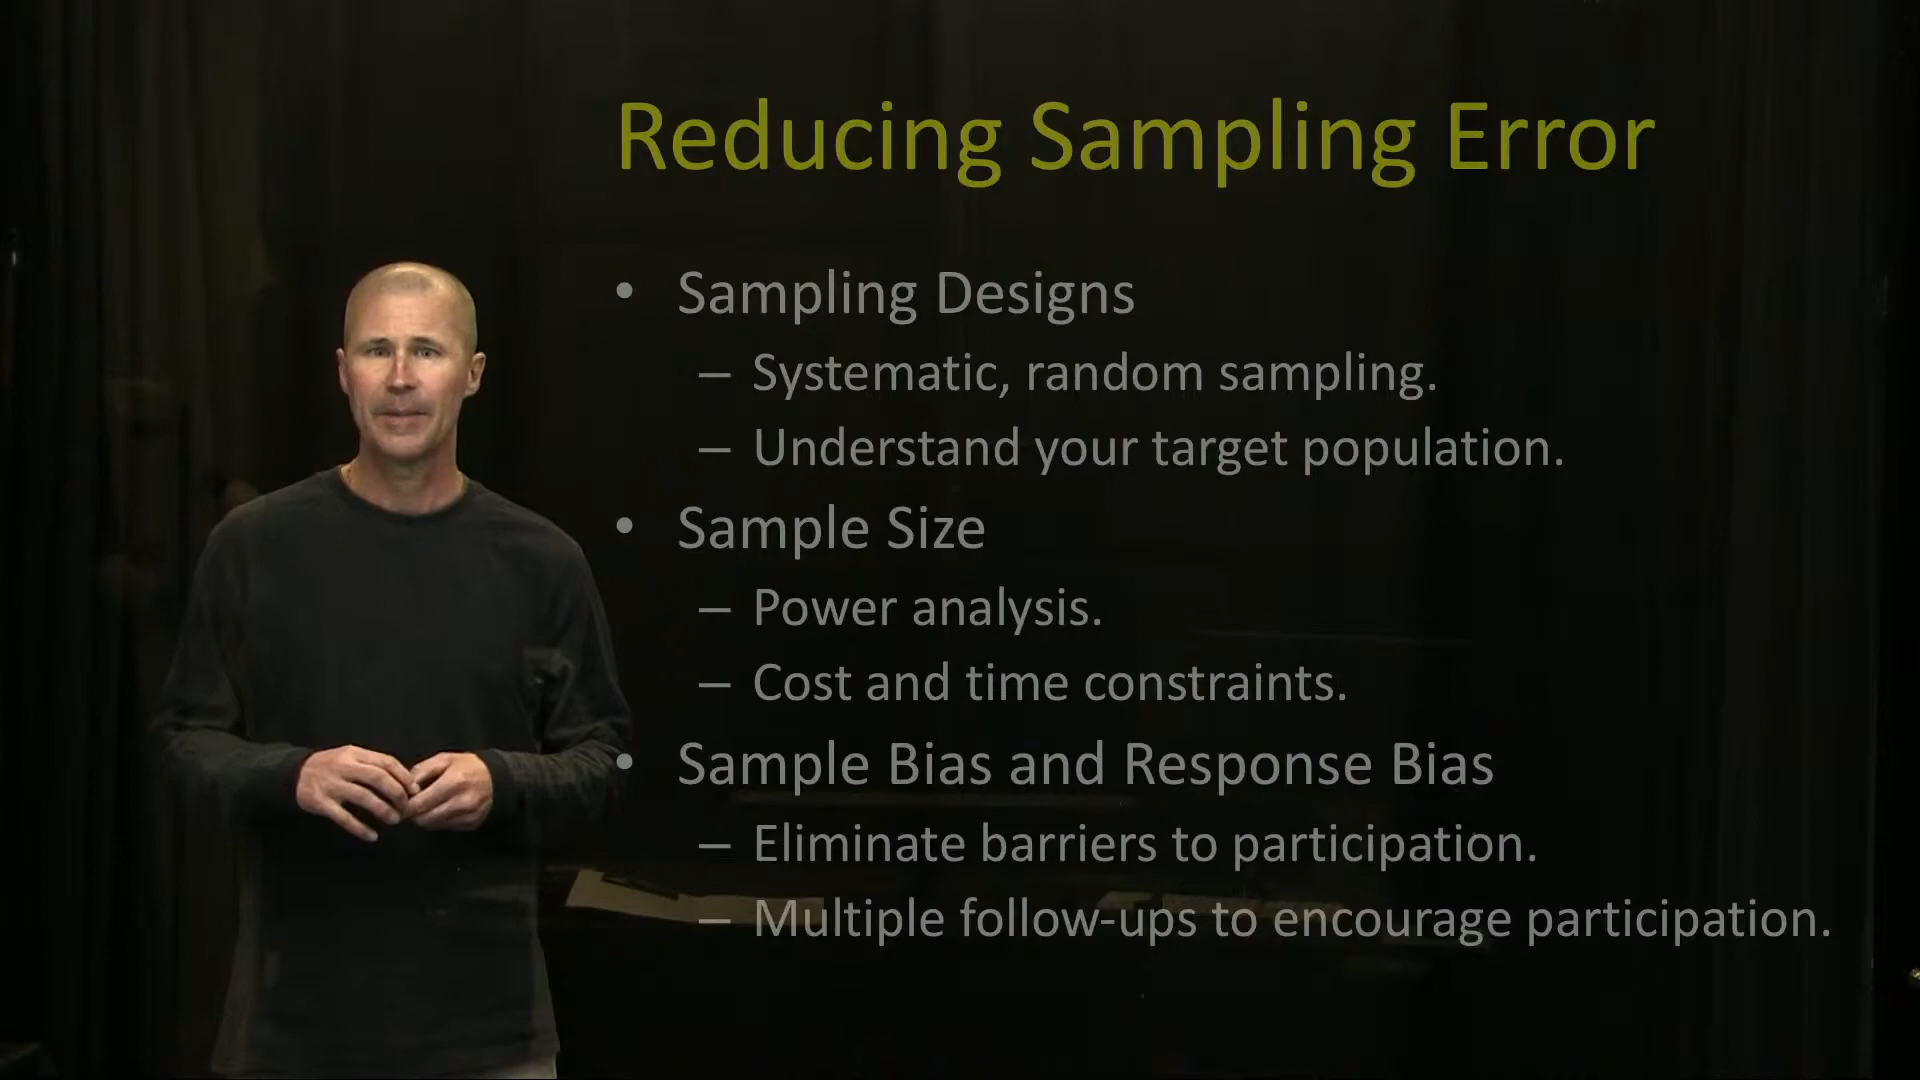 Reducing Sampling Error
• Sampling Designs
– Systematic, random sampling.
– Understand your target population.
• Sample Size
– Power analysis.
– Cost and time constraints.
• Sample Bias and Response Bias
– Eliminate barriers to participation.
– Multiple follow-ups to encourage participation.